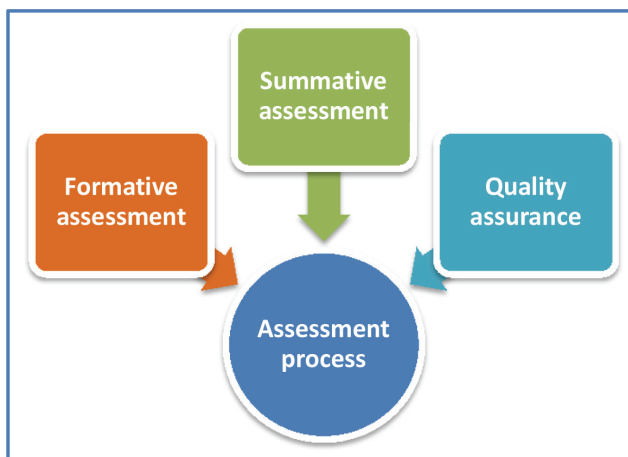 Summative
assessment
Formative
assessment
Quality
assurance
Assessment
process